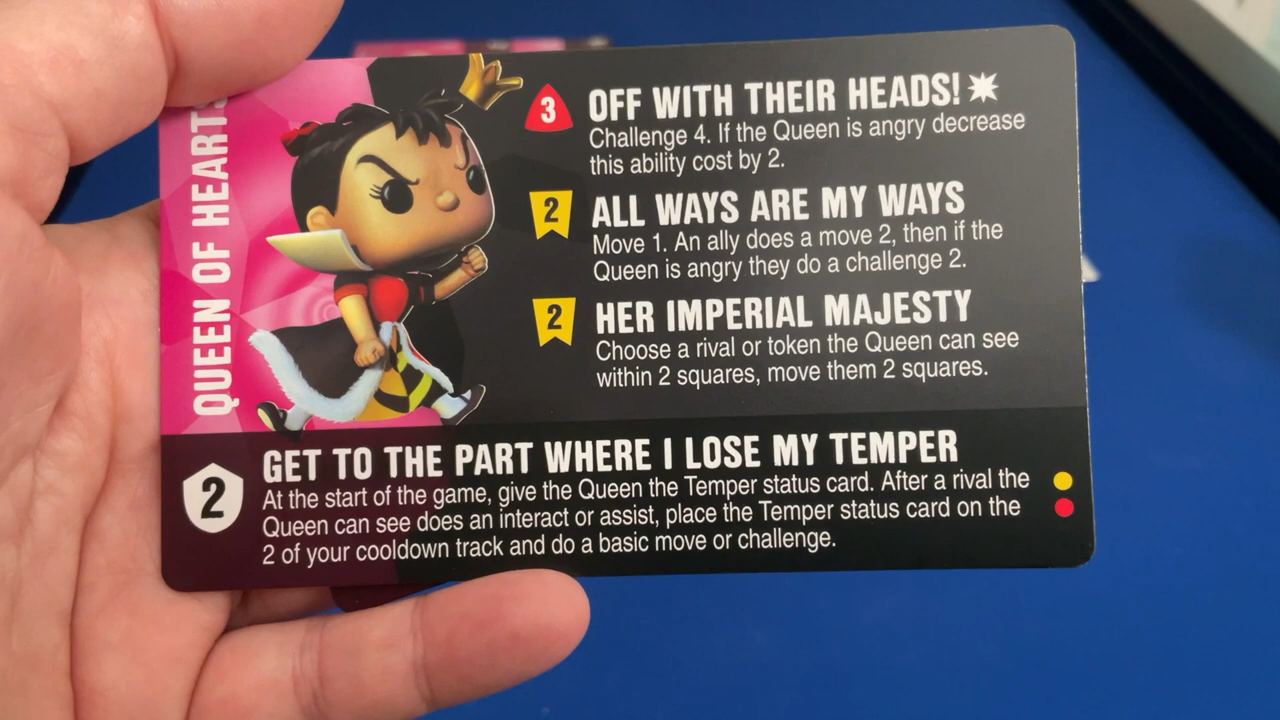 QUEEN OF HEARTS
3 OFF WITH THEIR HEADS!
Challenge 4. If the Queen is angry decrease
this ability cost by 2.
2 ALL WAYS ARE MY WAYS
Move 1. An ally does a move 2, then if the
Queen is angry they do a challenge 2.
2 HER IMPERIAL MAJESTY
Choose a rival or token the Queen can see
within 2 squares, move them 2 squares.
2 GET TO THE PART WHERE I LOSE MY TEMPER
At the start of the game, give the Queen the Temper status card. After a rival the
Queen can see does an interact or assist, place the Temper status card on the
2 of your cooldown track and do a basic move or challenge.